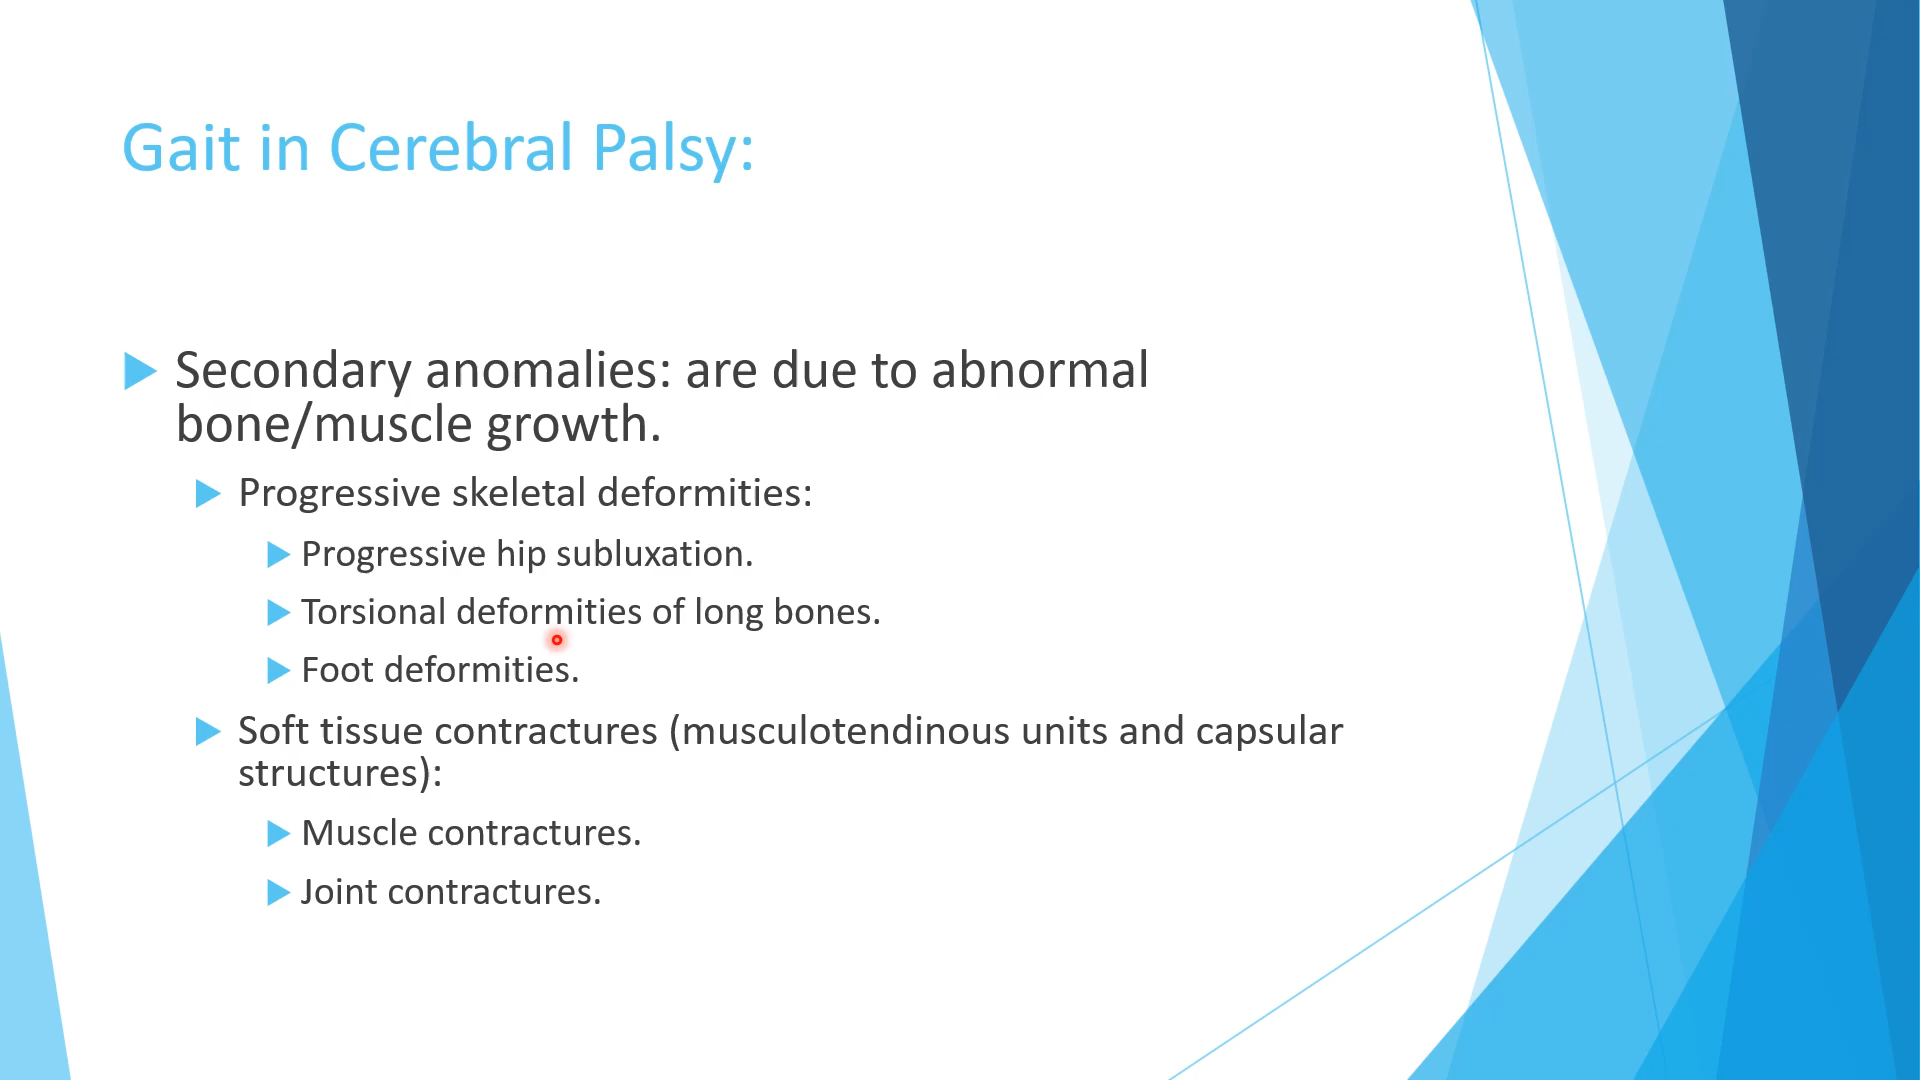 Gait in Cerebral Palsy:
Secondary anomalies: are due to abnormal
bone/muscle growth.
Progressive skeletal deformities:
Progressive hip subluxation.
Torsional deformities of long bones.
Foot deformities.
Soft tissue contractures (musculotendinous units and capsular
structures):
Muscle contractures.
Joint contractures.